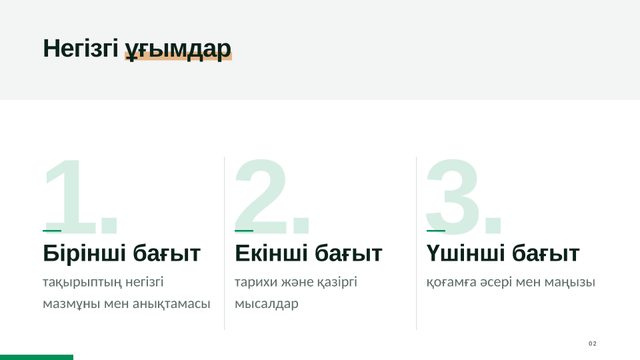 Негізгі ұғымдар
1.
Бірінші бағыт
тақырыптың негізгі
мазмұны мен анықтамасы
2.
Екінші бағыт
тарихи және қазіргі
мысалдар
3.
Үшінші бағыт
қоғамға әсері мен маңызы
02